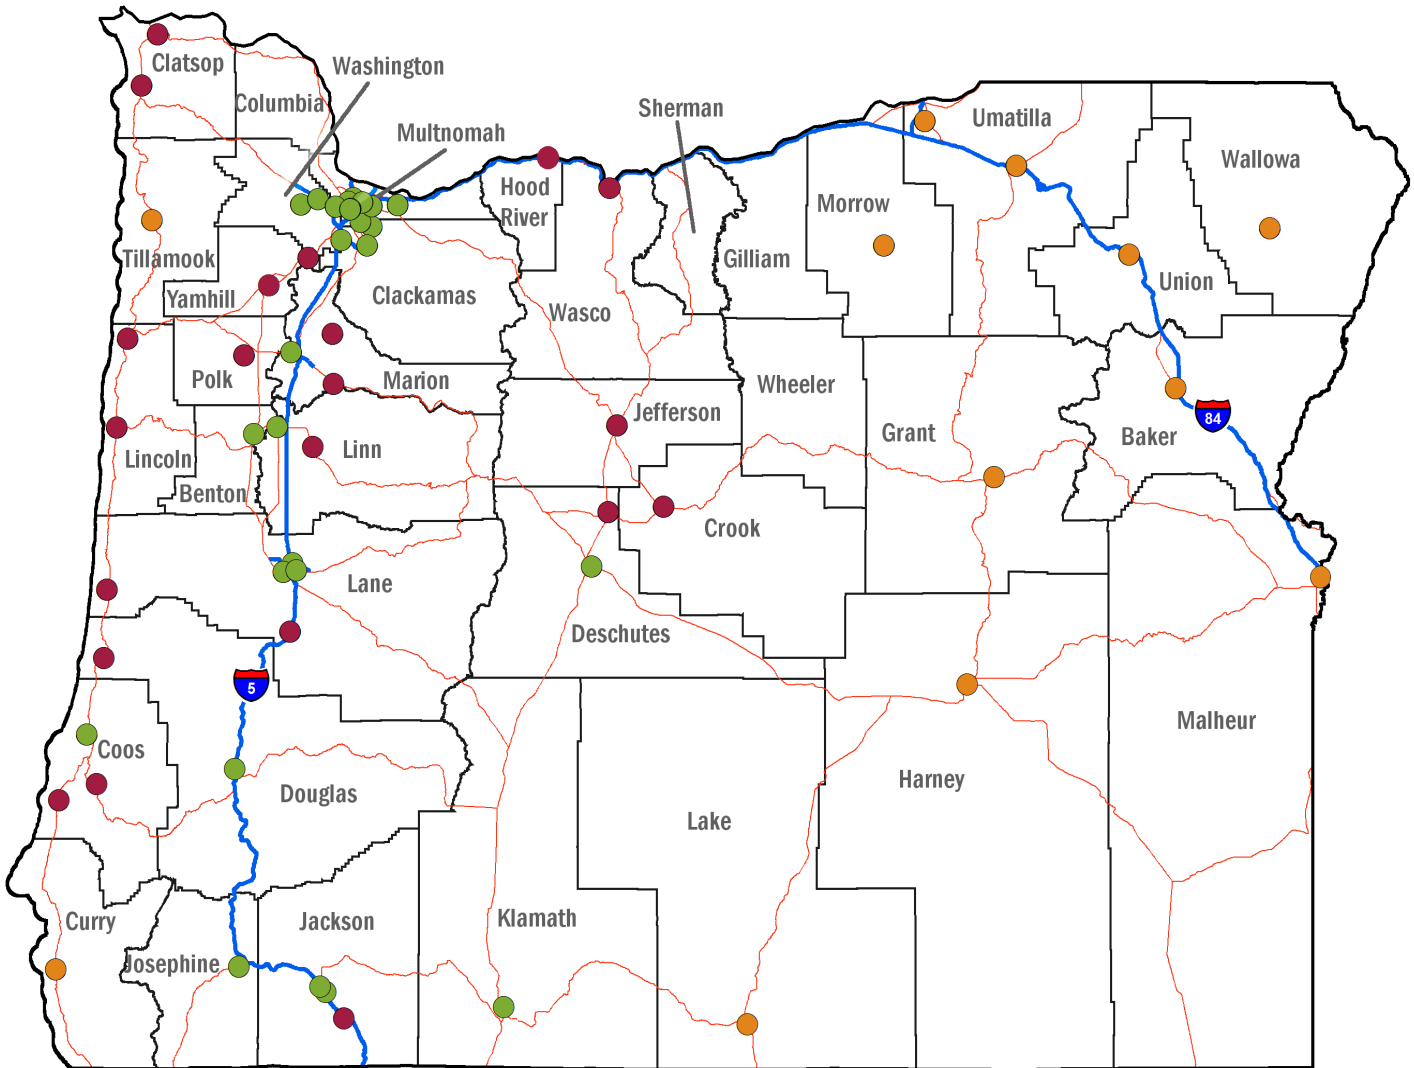 Clatsop
Washington
Columbia
Sherman
Umatilla
Multnomah
Wallowa
Hood
River
Morrow
Tillamook
Gilliam
Union
Yamhill
Clackamas
Wasco
Polk
Marion
Wheeler
Jefferson
84
Grant
Baker
Linn
Lincoln
Benton
Crook
Lane
Deschutes
5
Malheur
Coos
Harney
Douglas
Lake
Curry
Jackson
Klamath
Josephine